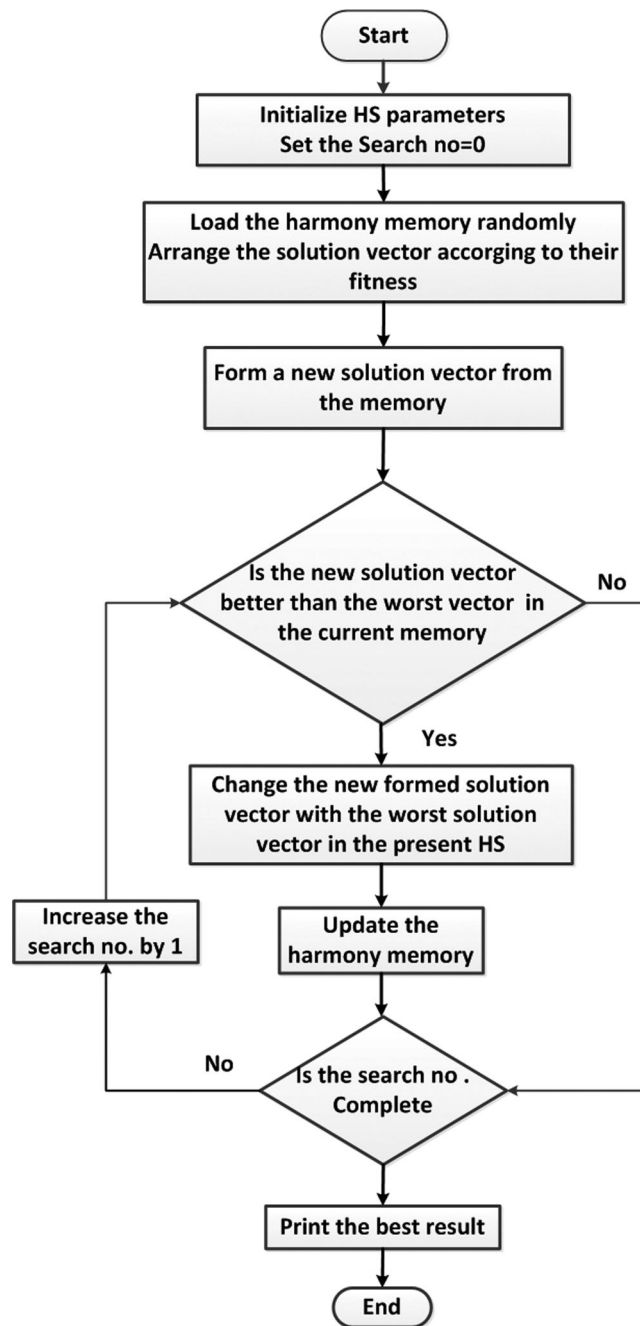 Start
Initialize HS parameters
Set the Search no=0
Load the harmony memory randomly
Arrange the solution vector accorging to their
fitness
Form a new solution vector from
the memory
Is the new solution vector
better than the worst vector in
the current memory
No
Yes
Change the new formed solution
vector with the worst solution
vector in the present HS
Increase the
search no. by 1
Update the
harmony memory
No
Is the search no .
Complete
Print the best result
End